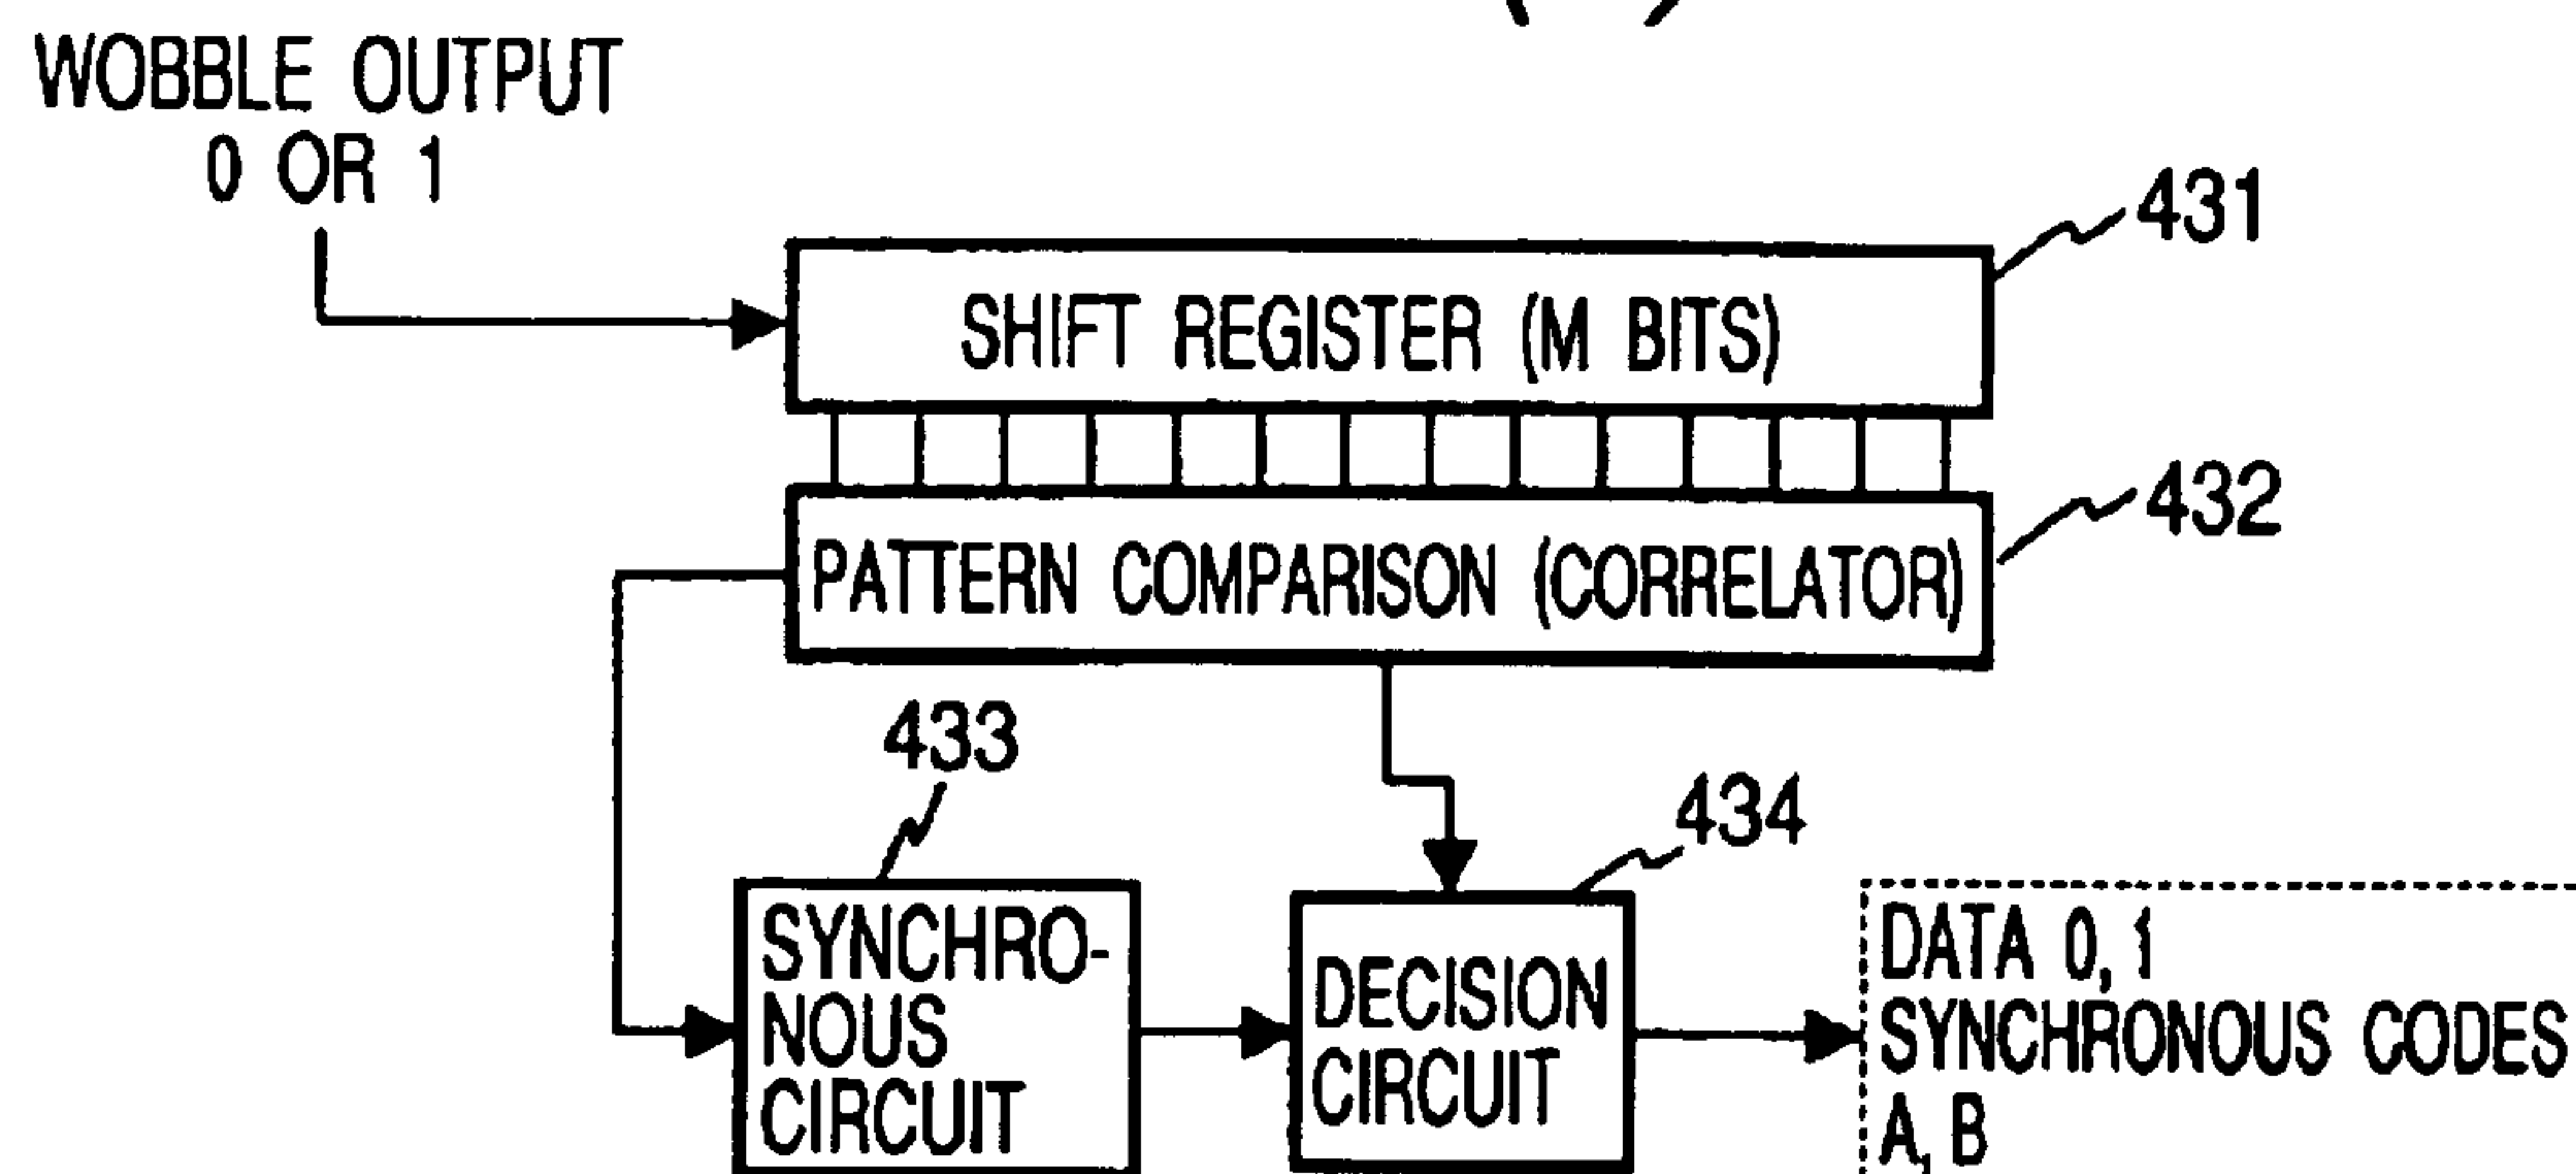 WOBBLE OUTPUT
0 OR 1
431
SHIFT REGISTER (M BITS)
432
PATTERN COMPARISON (CORRELATOR)
433
434
SYNCHRO-
NOUS
CIRCUIT
DECISION
CIRCUIT
DATA 0, 1
SYNCHRONOUS CODES
A, B